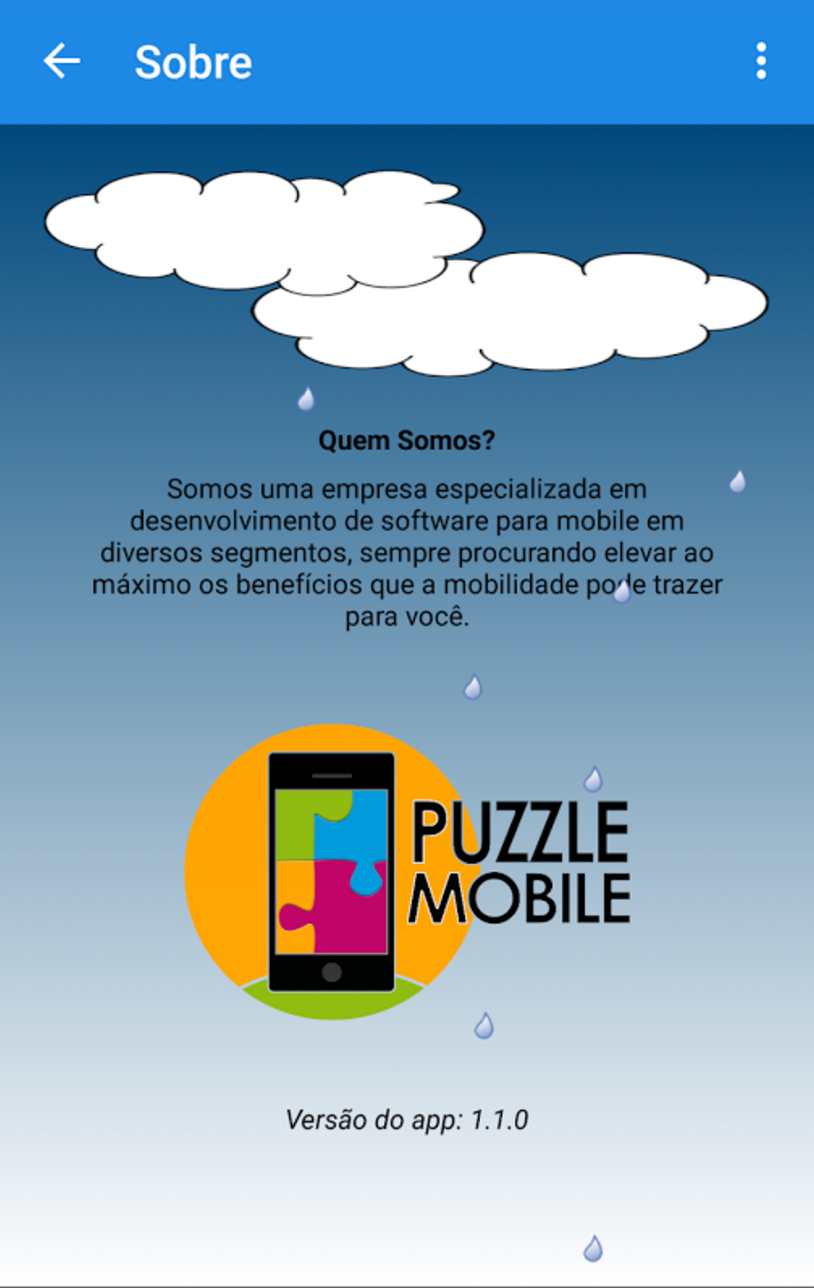 Sobre
Quem Somos?
Somos uma empresa especializada em
desenvolvimento de software para mobile em
diversos segmentos, sempre procurando elevar ao
máximo os benefícios que a mobilidade pode trazer
para você.
PUZZLE
MOBILE
Versão do app: 1.1.0